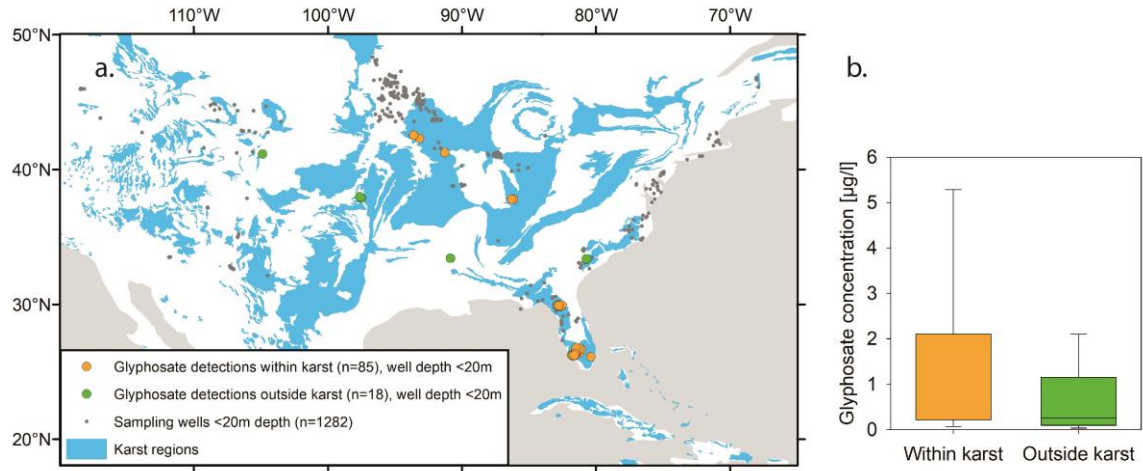 110°W 100°W 90°W 80°W 70°W
50°N
40°N
30°N
20°N
a.
Glyphosate detections within karst (n=85), well depth <20m
Glyphosate detections outside karst (n=18), well depth <20m
Sampling wells <20m depth (n=1282)
Karst regions
b.
Glyphosate concentration [µg/l]
6
5
4
3
2
1
0
Within karst Outside karst